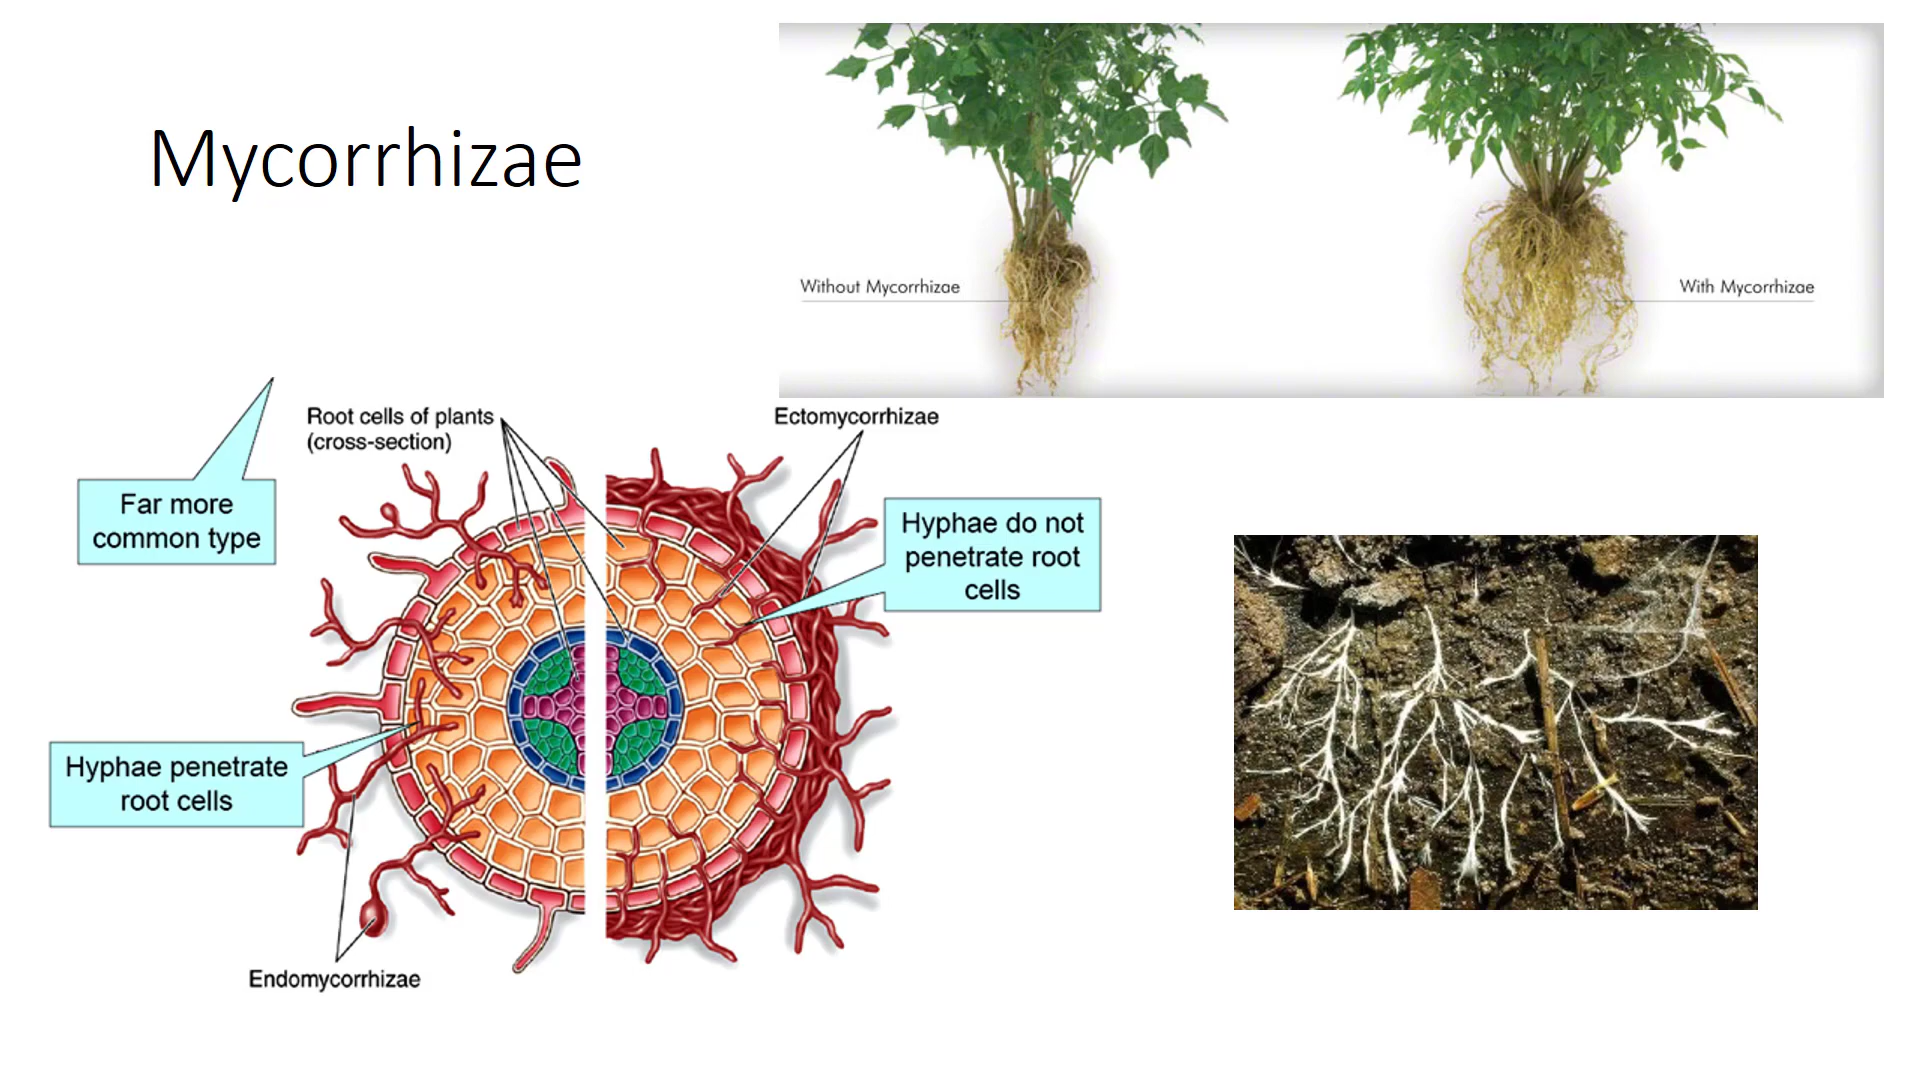 Mycorrhizae
Without Mycorrhizae
With Mycorrhizae
Root cells of plants
(cross-section)
Ectomycorrhizae
Far more
common type
Hyphae do not
penetrate root
cells
Hyphae penetrate
root cells
Endomycorrhizae